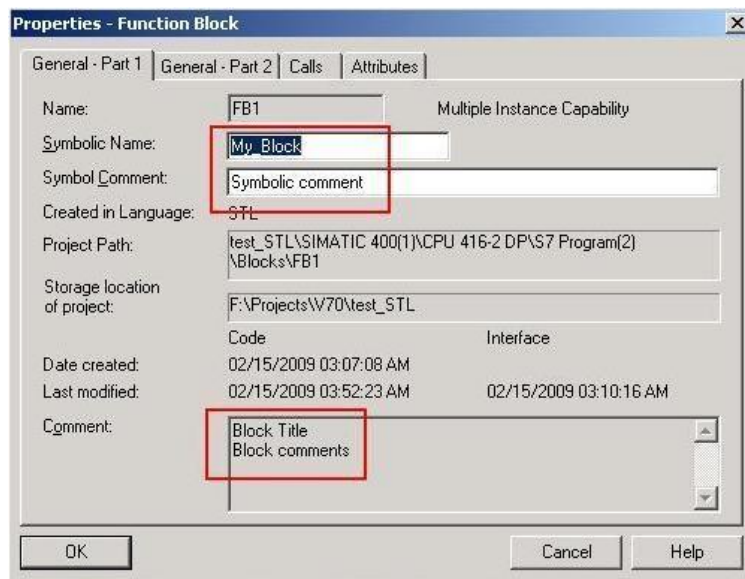 Properties - Function Block
General - Part 1 General - Part 2 Calls Attributes
Name: FB1 Multiple Instance Capability
Symbolic Name: My_Block
Symbol Comment: Symbolic comment
Created in Language: STL
Project Path: test_STL\SIMATIC 400(1)\CPU 416-2 DP\S7 Program(2)
\Blocks\FB1
Storage location
of project: F:\Projects\V70\test_STL
Code Interface
Date created: 02/15/2009 03:07:08 AM
Last modified: 02/15/2009 03:52:23 AM 02/15/2009 03:10:16 AM
Comment: Block Title
Block comments
OK Cancel Help